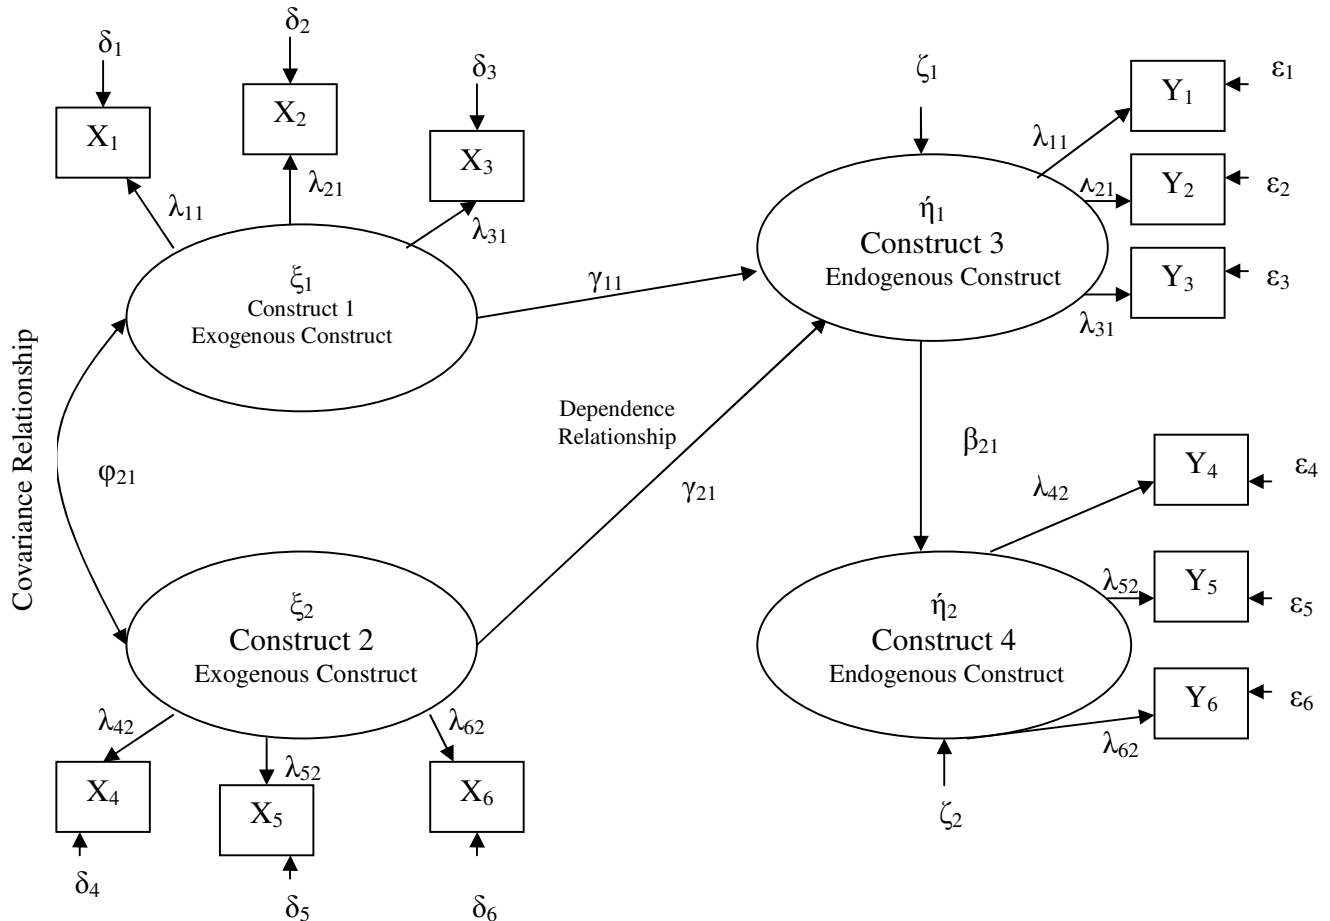 δ1
δ2
δ3
X1
X2
X3
λ11
λ21
λ31
ξ1
Construct 1
Exogenous Construct
Covariance Relationship
φ21
ξ2
Construct 2
Exogenous Construct
λ42
λ52
λ62
X4
X5
X6
δ4
δ5
δ6
γ11
Dependence
Relationship
γ21
ζ1
ή1
Construct 3
Endogenous Construct
λ11
λ21
λ31
Y1
Y2
Y3
ε1
ε2
ε3
β21
ή2
Construct 4
Endogenous Construct
λ42
λ52
λ62
Y4
Y5
Y6
ε4
ε5
ε6
ζ2